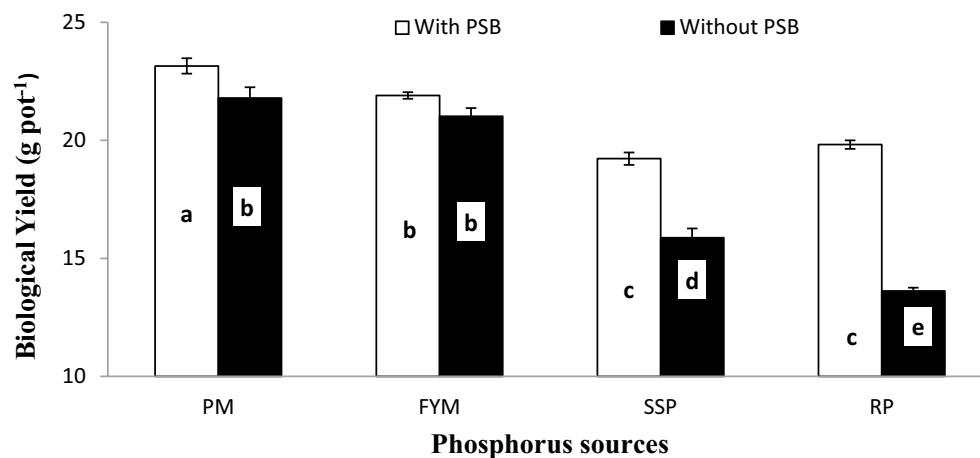 With PSB Without PSB
Biological Yield (g pot⁻¹)
25
20
15
10
a b b b c d c e
PM FYM SSP RP
Phosphorus sources